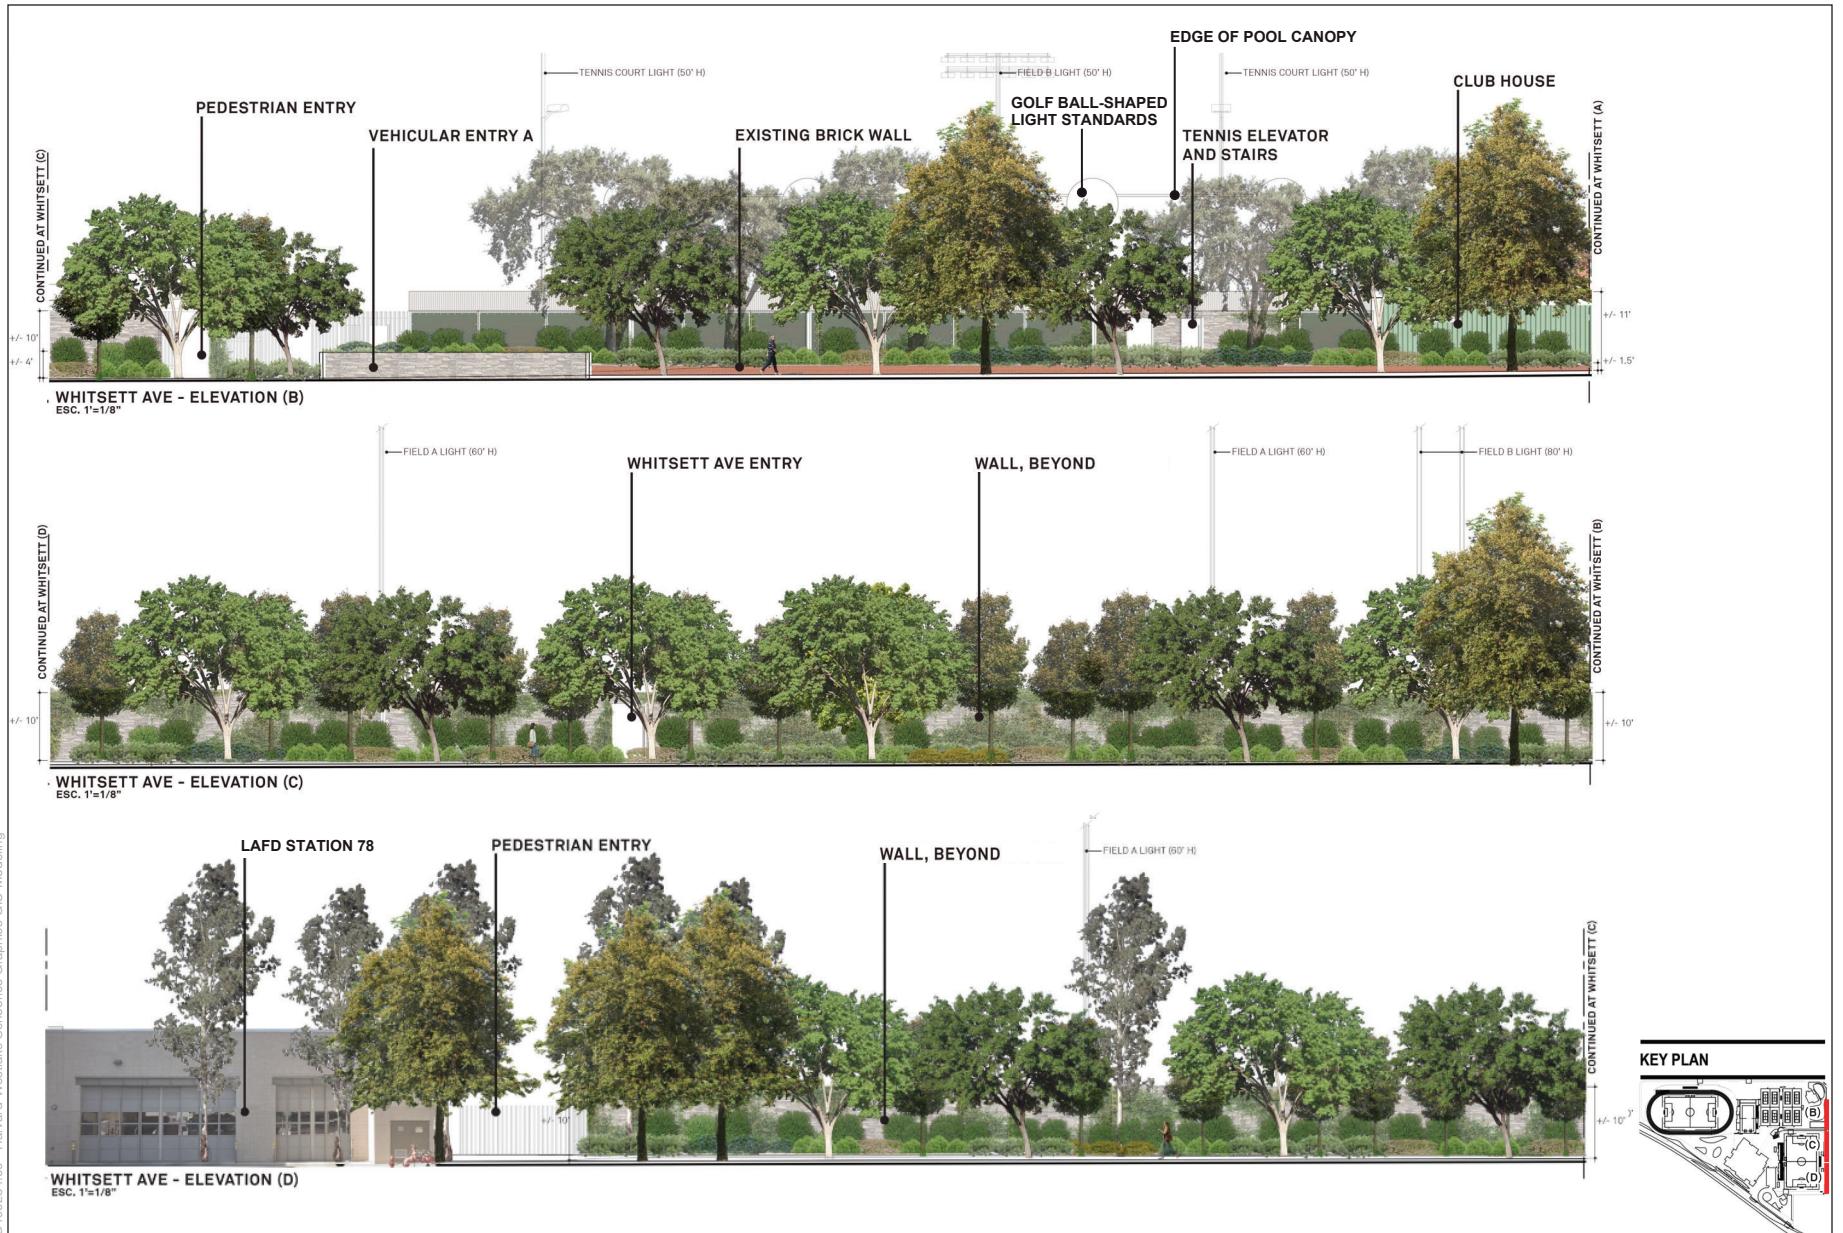 EDGE OF POOL CANOPY
TENNIS COURT LIGHT (50' H)
FIELD B LIGHT (50' H)
TENNIS COURT LIGHT (50' H)
CLUB HOUSE
PEDESTRIAN ENTRY
GOLF BALL-SHAPED
LIGHT STANDARDS
VEHICULAR ENTRY A
EXISTING BRICK WALL
TENNIS ELEVATOR
AND STAIRS
CONTINUED AT WHITSETT (C)
CONTINUED AT WHITSETT (A)
+/- 10'
+/- 4'
+/- 11'
+/- 1.5'
WHITSETT AVE - ELEVATION (B)
ESC. 1'=1/8"
FIELD A LIGHT (60' H)
WHITSETT AVE ENTRY
WALL, BEYOND
FIELD A LIGHT (60' H)
FIELD B LIGHT (80' H)
CONTINUED AT WHITSETT (D)
CONTINUED AT WHITSETT (B)
+/- 10'
+/- 10'
WHITSETT AVE - ELEVATION (C)
ESC. 1'=1/8"
LAFD STATION 78
PEDESTRIAN ENTRY
WALL, BEYOND
FIELD A LIGHT (60' H)
CONTINUED AT WHITSETT (C)
+/- 10'
+/- 10'
WHITSETT AVE - ELEVATION (D)
ESC. 1'=1/8"
KEY PLAN
(B)
(C)
(D)